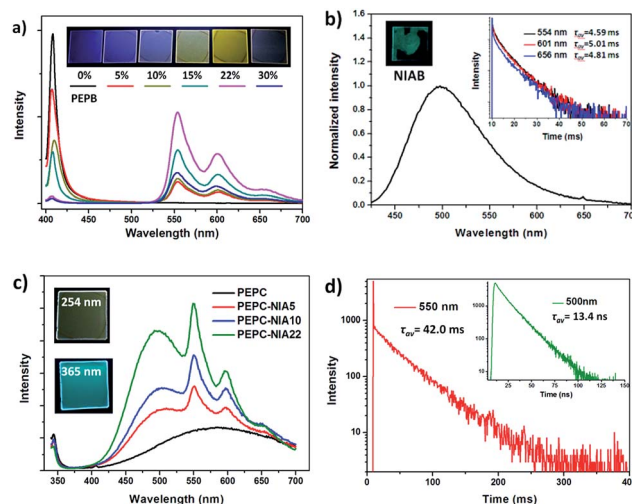 a)
0% 5% 10% 15% 22% 30%
PEPB
Intensity
400 450 500 550 600 650 700
Wavelength (nm)
b)
NIAB
554 nm τav=4.59 ms
601 nm τav=5.01 ms
656 nm τav=4.81 ms
Intensity
10 20 30 40 50 60 70
Time (ms)
Normalized intensity
1.0
0.8
0.6
0.4
0.2
0.0
450 500 550 600 650 700
Wavelength (nm)
c)
254 nm
365 nm
PEPC
PEPC-NIA5
PEPC-NIA10
PEPC-NIA22
Intensity
350 400 450 500 550 600 650 700
Wavelength (nm)
d)
550 nm
τav = 42.0 ms
500nm
τav = 13.4 ns
Intensity
1000
100
10
0 50 100 150
Time (ns)
Intensity
1000
100
10
0 100 200 300 40
Time (ms)